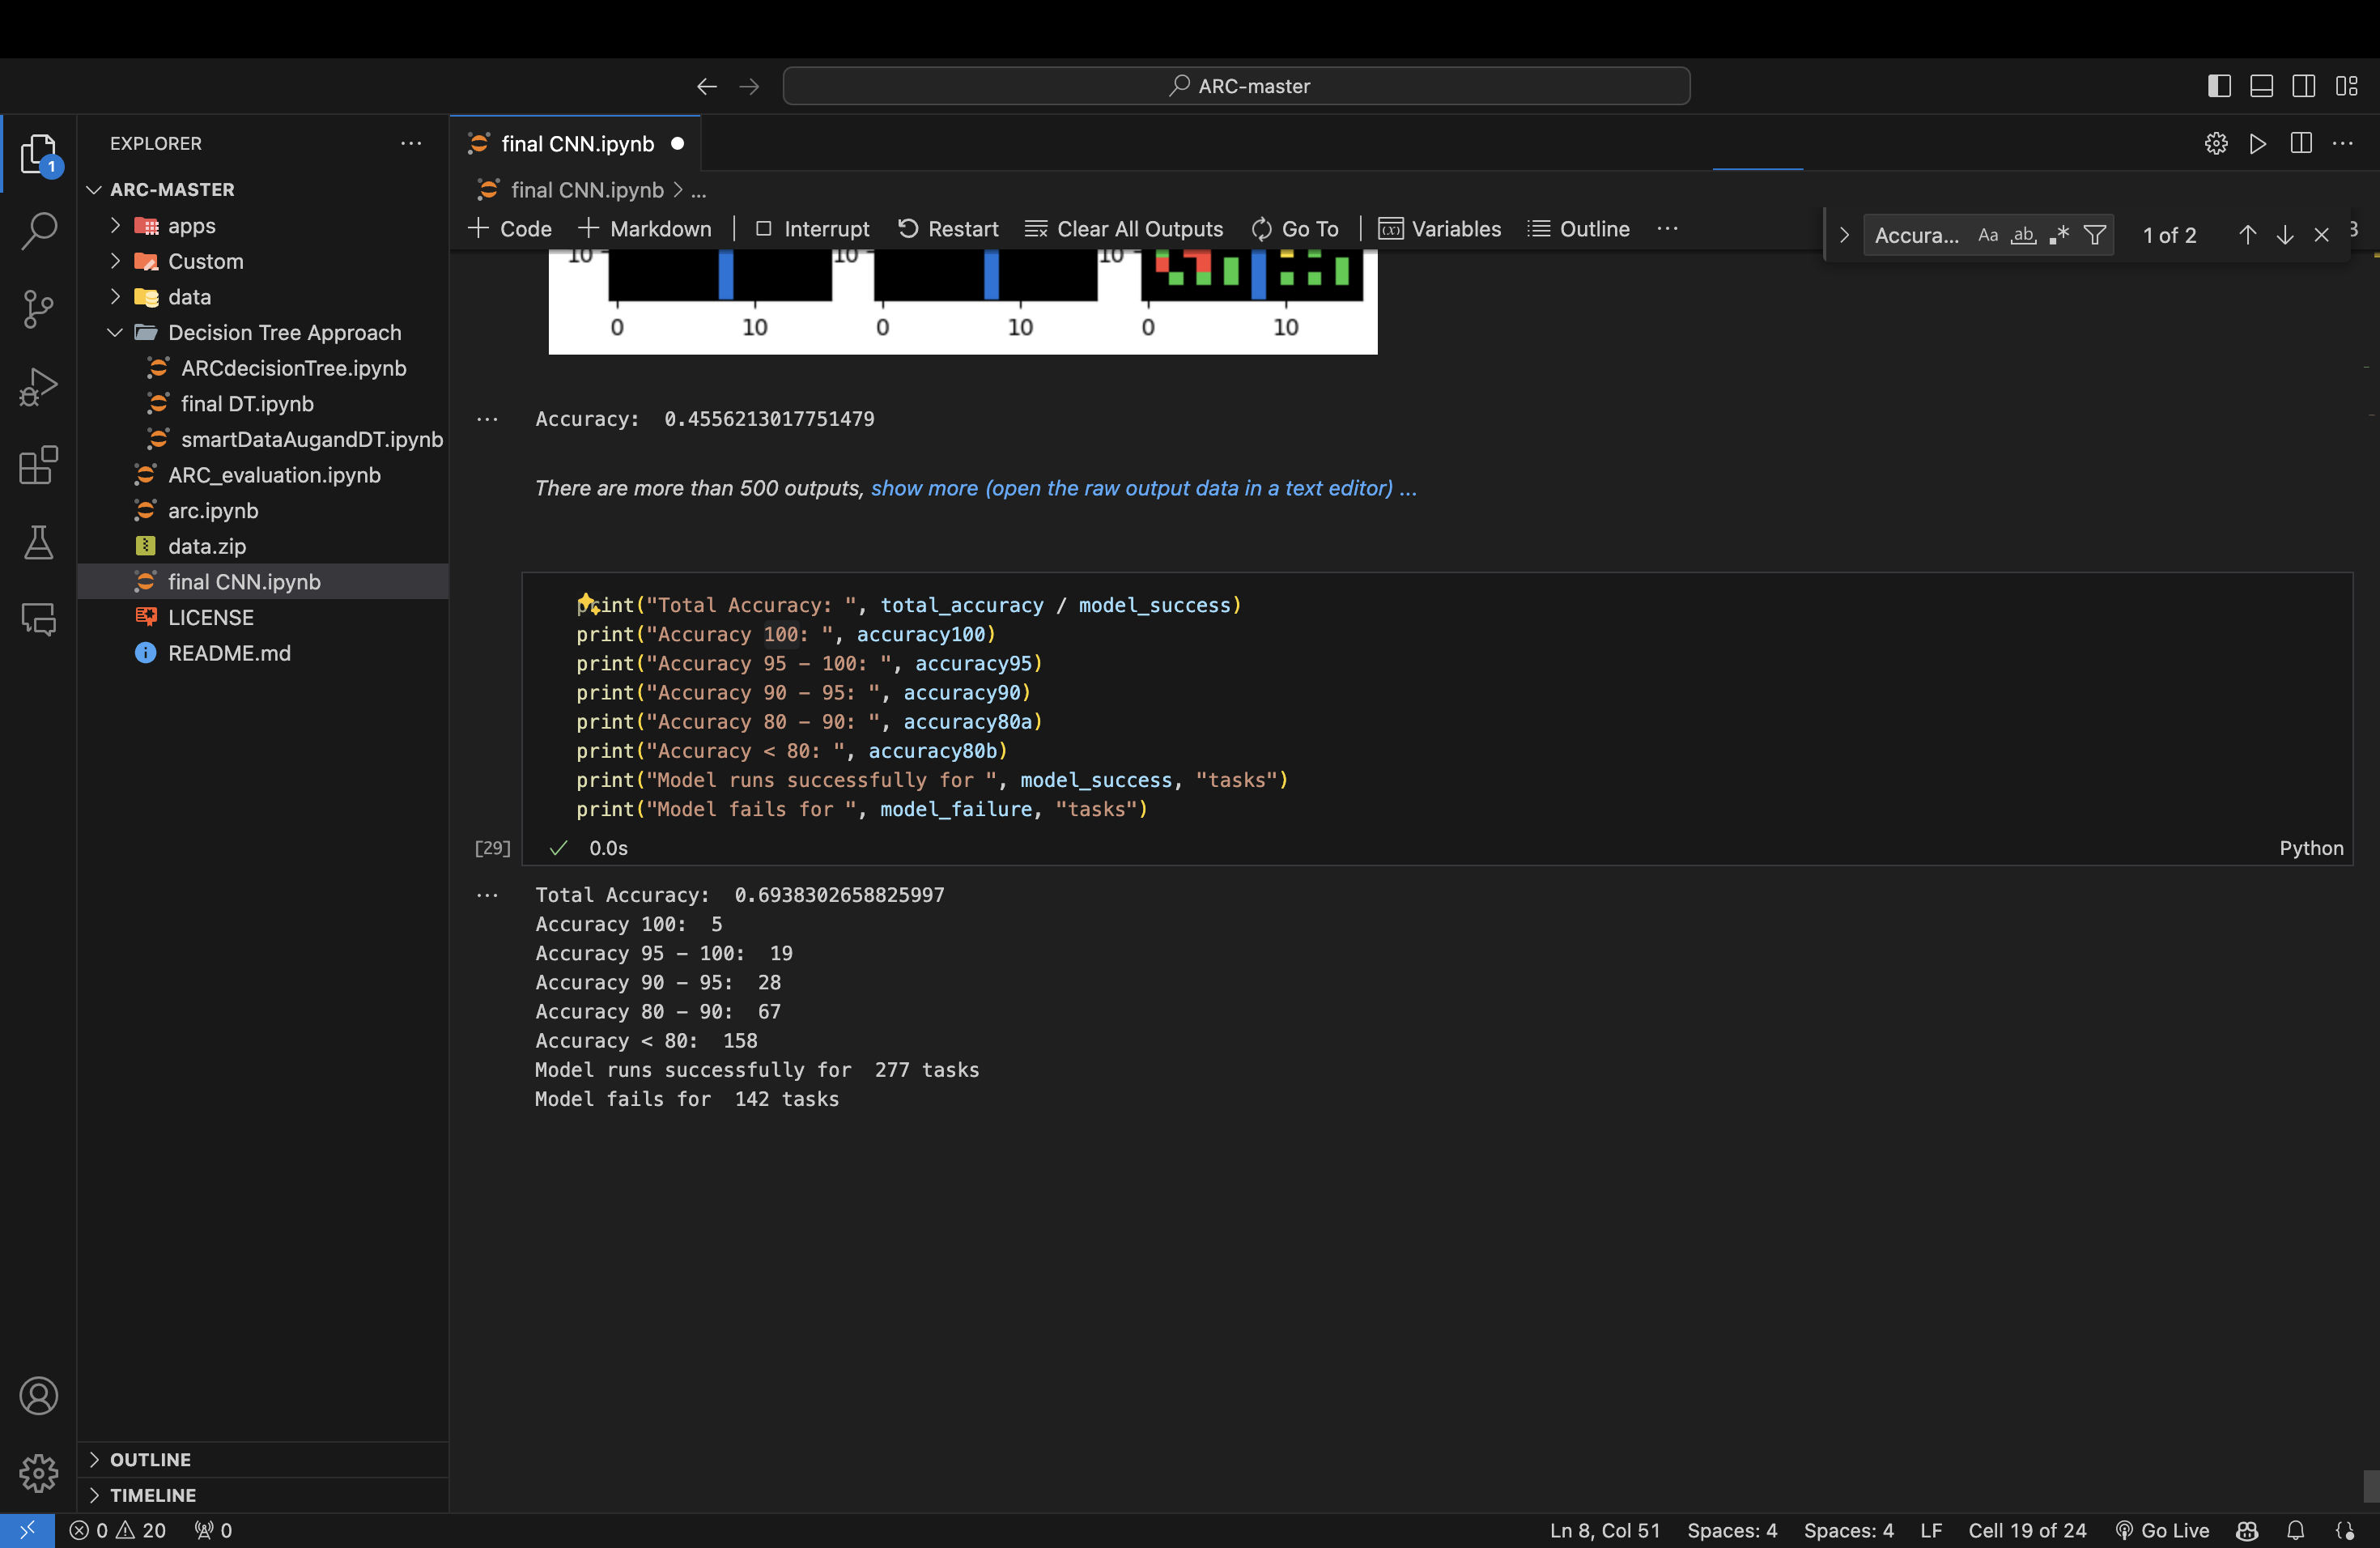 ARC-master
EXPLORER
final CNN.ipynb
ARC-MASTER
final CNN.ipynb > ...
apps
Custom
data
Decision Tree Approach
ARCdecisionTree.ipynb
final DT.ipynb
smartDataAugandDT.ipynb
ARC_evaluation.ipynb
arc.ipynb
data.zip
final CNN.ipynb
LICENSE
README.md
OUTLINE
TIMELINE
1
+ Code + Markdown | Interrupt Restart Clear All Outputs Go To | Variables Outline ...
Accura... Aa ab .* 1 of 2
10 10 10
0 10 0 10 0 10
Accuracy:  0.4556213017751479
There are more than 500 outputs, show more (open the raw output data in a text editor) ...
print("Total Accuracy: ", total_accuracy / model_success)
print("Accuracy 100: ", accuracy100)
print("Accuracy 95 - 100: ", accuracy95)
print("Accuracy 90 - 95: ", accuracy90)
print("Accuracy 80 - 90: ", accuracy80a)
print("Accuracy < 80: ", accuracy80b)
print("Model runs successfully for ", model_success, "tasks")
print("Model fails for ", model_failure, "tasks")
[29] 0.0s Python
Total Accuracy:  0.6938302658825997
Accuracy 100:  5
Accuracy 95 - 100:  19
Accuracy 90 - 95:  28
Accuracy 80 - 90:  67
Accuracy < 80:  158
Model runs successfully for  277 tasks
Model fails for  142 tasks
0 20 0 Ln 8, Col 51 Spaces: 4 Spaces: 4 LF Cell 19 of 24 Go Live